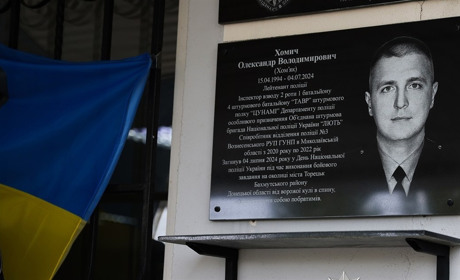 Хомич
Олександр Володимирович
(Хом'як)
15.04.1994 - 04.07.2024
Лейтенант поліції
Інспектор взводу 2 роти 1 батальйону
4 штурмового батальйону "ТАВР" штурмового
полку "ЦУНАМІ" Департаменту поліції
особливого призначення Об'єднана штурмова
бригада Національної поліції України "ЛЮТЬ"
Співробітник відділення поліції №3
Вознесенського РУП ГУНП в Миколаївській
області з 2020 року по 2022 рік
Загинув 04 липня 2024 року у День Національної
поліції України під час виконання бойового
завдання на околиці міста Торецьк
Бахмутського району
Донецької області від ворожої кулі в спину,
собою побратимів.